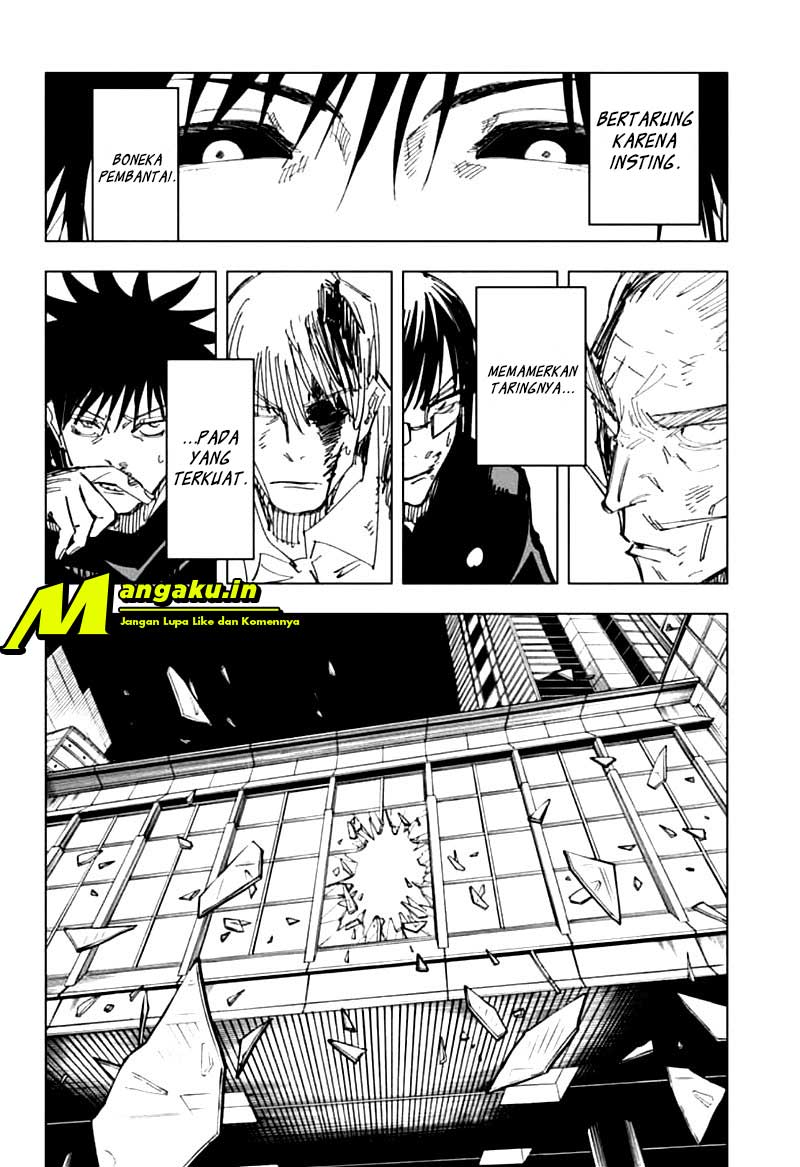 BERTARUNG
KARENA
INSTING.
BONEKA
PEMBANTAI.
MEMAMERKAN
TARINGNYA...
...PADA
YANG
TERKUAT.
Mangaku.in
Jangan Lupa Like dan Komennya